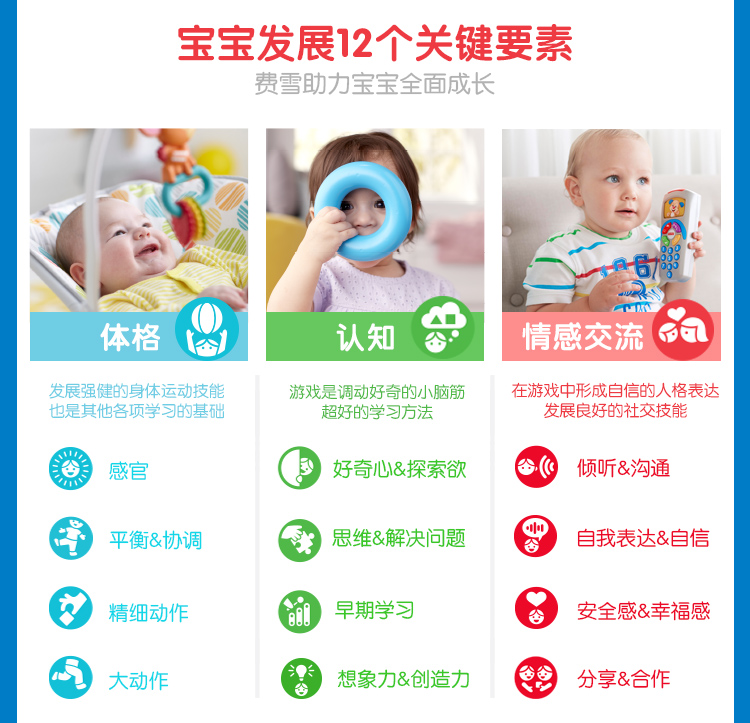 宝宝发展12个关键要素
费雪助力宝宝全面成长
体格
认知
情感交流
发展强健的身体运动技能
也是其他各项学习的基础
游戏是调动好奇的小脑筋
超好的学习方法
在游戏中形成自信的人格表达
发展良好的社交技能
感官
好奇心&探索欲
倾听&沟通
平衡&协调
思维&解决问题
自我表达&自信
精细动作
早期学习
安全感&幸福感
大动作
想象力&创造力
分享&合作